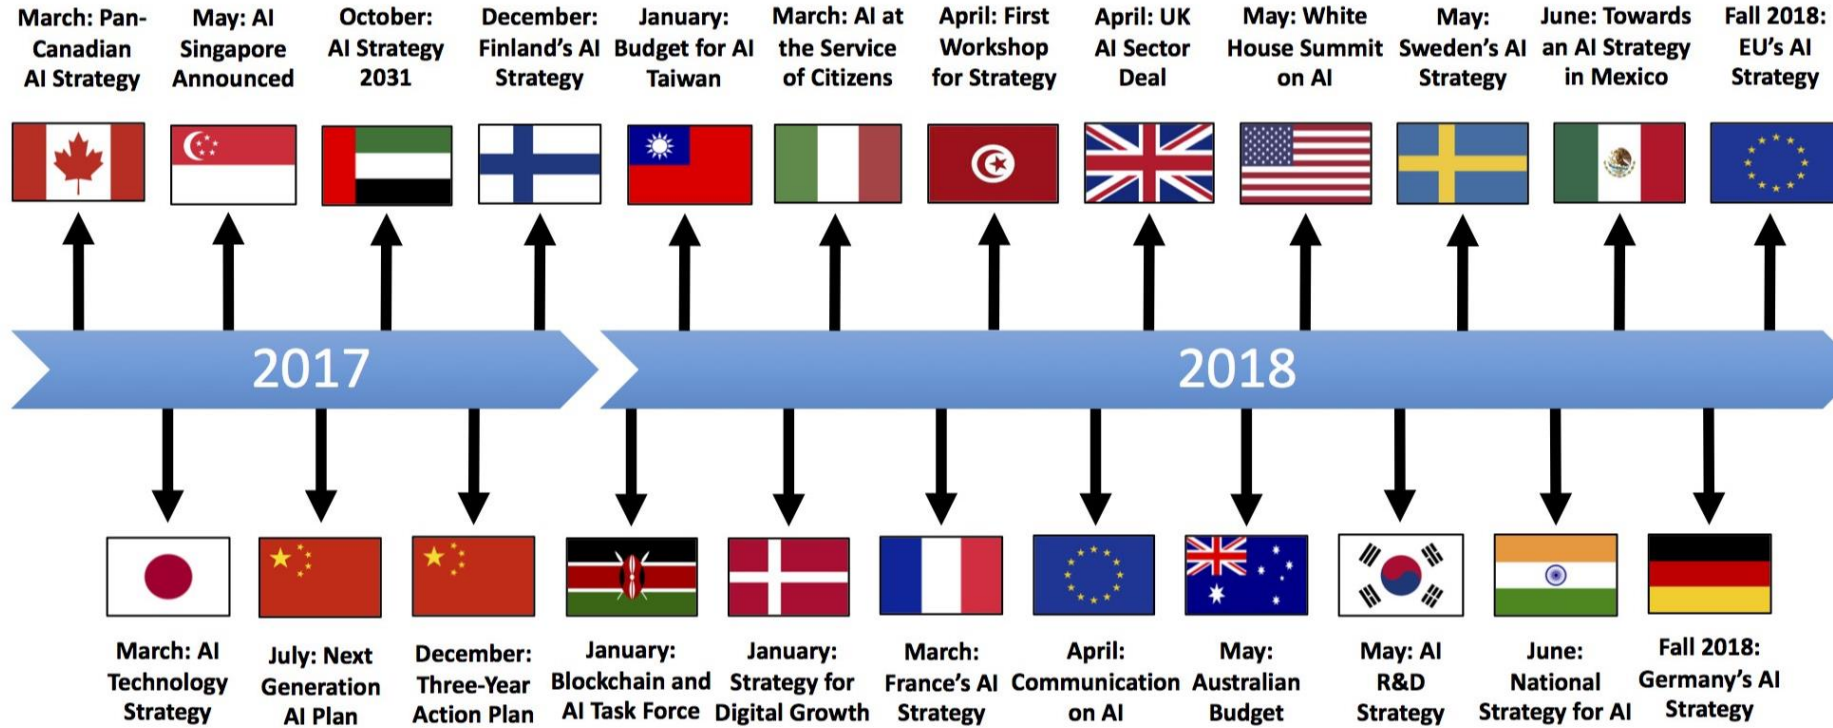 March: Pan-
Canadian
AI Strategy
May: AI
Singapore
Announced
October:
AI Strategy
2031
December:
Finland's AI
Strategy
January:
Budget for AI
Taiwan
March: AI at
the Service
of Citizens
April: First
Workshop
for Strategy
April: UK
AI Sector
Deal
May: White
House Summit
on AI
May:
Sweden's AI
Strategy
June: Towards
an AI Strategy
in Mexico
Fall 2018:
EU's AI
Strategy
2017
2018
March: AI
Technology
Strategy
July: Next
Generation
AI Plan
December:
Three-Year
Action Plan
January:
Blockchain and
AI Task Force
January:
Strategy for
Digital Growth
March:
France's AI
Strategy
April:
Communication
on AI
May:
Australian
Budget
May: AI
R&D
Strategy
June:
National
Strategy for AI
Fall 2018:
Germany's AI
Strategy